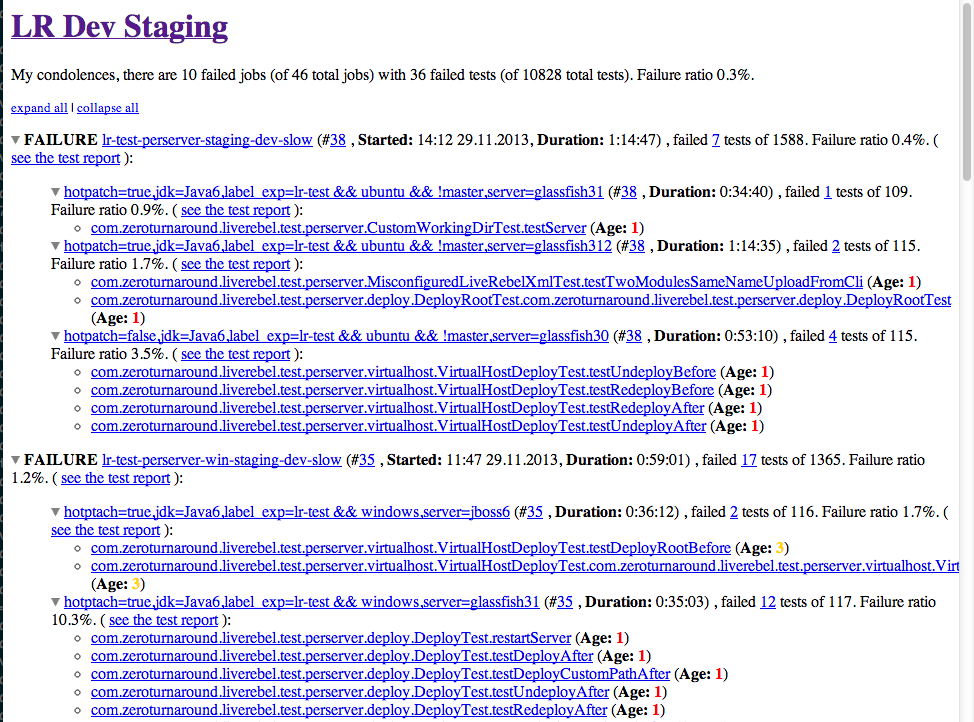 LR Dev Staging
My condolences, there are 10 failed jobs (of 46 total jobs) with 36 failed tests (of 10828 total tests). Failure ratio 0.3%.
expand all | collapse all
FAILURE lr-test-perserver-staging-dev-slow (#38 , Started: 14:12 29.11.2013, Duration: 1:14:47) , failed 7 tests of 1588. Failure ratio 0.4%. (
see the test report ):
hotpatch=true,jdk=Java6,label_exp=lr-test && ubuntu && !master,server=glassfish31 (#38 , Duration: 0:34:40) , failed 1 tests of 109.
Failure ratio 0.9%. ( see the test report ):
com.zeroturnaround.liverebel.test.perserver.CustomWorkingDirTest.testServer (Age: 1)
hotpatch=true,jdk=Java6,label_exp=lr-test && ubuntu && !master,server=glassfish312 (#38 , Duration: 1:14:35) , failed 2 tests of 115.
Failure ratio 1.7%. ( see the test report ):
com.zeroturnaround.liverebel.test.perserver.MisconfiguredLiveRebelXmlTest.testTwoModulesSameNameUploadFromCli (Age: 1)
com.zeroturnaround.liverebel.test.perserver.deploy.DeployRootTest.com.zeroturnaround.liverebel.test.perserver.deploy.DeployRootTest
(Age: 1)
hotpatch=false,jdk=Java6,label_exp=lr-test && ubuntu && !master,server=glassfish30 (#38 , Duration: 0:53:10) , failed 4 tests of 115.
Failure ratio 3.5%. ( see the test report ):
com.zeroturnaround.liverebel.test.perserver.virtualhost.VirtualHostDeployTest.testUndeployBefore (Age: 1)
com.zeroturnaround.liverebel.test.perserver.virtualhost.VirtualHostDeployTest.testRedeployBefore (Age: 1)
com.zeroturnaround.liverebel.test.perserver.virtualhost.VirtualHostDeployTest.testRedeployAfter (Age: 1)
com.zeroturnaround.liverebel.test.perserver.virtualhost.VirtualHostDeployTest.testUndeployAfter (Age: 1)
FAILURE lr-test-perserver-win-staging-dev-slow (#35 , Started: 11:47 29.11.2013, Duration: 0:59:01) , failed 17 tests of 1365. Failure ratio
1.2%. ( see the test report ):
hotptach=true,jdk=Java6,label_exp=lr-test && windows,server=jboss6 (#35 , Duration: 0:36:12) , failed 2 tests of 116. Failure ratio 1.7%. (
see the test report ):
com.zeroturnaround.liverebel.test.perserver.virtualhost.VirtualHostDeployTest.testDeployRootBefore (Age: 3)
com.zeroturnaround.liverebel.test.perserver.virtualhost.VirtualHostDeployTest.com.zeroturnaround.liverebel.test.perserver.virtualhost.Virt
(Age: 3)
hotptach=true,jdk=Java6,label_exp=lr-test && windows,server=glassfish31 (#35 , Duration: 0:35:03) , failed 12 tests of 117. Failure ratio
10.3%. ( see the test report ):
com.zeroturnaround.liverebel.test.perserver.deploy.DeployTest.restartServer (Age: 1)
com.zeroturnaround.liverebel.test.perserver.deploy.DeployTest.testDeployAfter (Age: 1)
com.zeroturnaround.liverebel.test.perserver.deploy.DeployTest.testDeployCustomPathAfter (Age: 1)
com.zeroturnaround.liverebel.test.perserver.deploy.DeployTest.testUndeployAfter (Age: 1)
com.zeroturnaround.liverebel.test.perserver.deploy.DeployTest.testRedeployAfter (Age: 1)